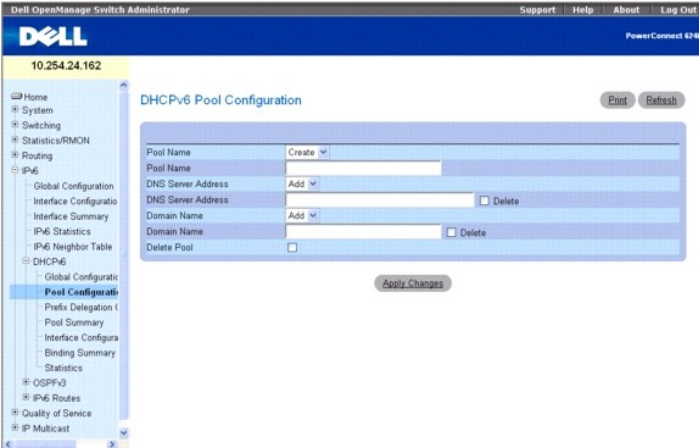 Dell OpenManage Switch Administrator
Support Help About Log Out
DELL
PowerConnect
10.254.24.162
Home
System
Switching
Statistics/RMON
Routing
IPv6
Global Configuration
Interface Configuratio
Interface Summary
IPv6 Statistics
IPv6 Neighbor Table
DHCPv6
Global Configuratic
Pool Configurati
Prefix Delegation
Pool Summary
Interface Configura
Binding Summary
Statistics
OSPFv3
IPv6 Routes
Quality of Service
IP Multicast
DHCPv6 Pool Configuration
Print Refresh
Pool Name Create
Pool Name
DNS Server Address Add
DNS Server Address Delete
Domain Name Add
Domain Name Delete
Delete Pool
Apply Changes